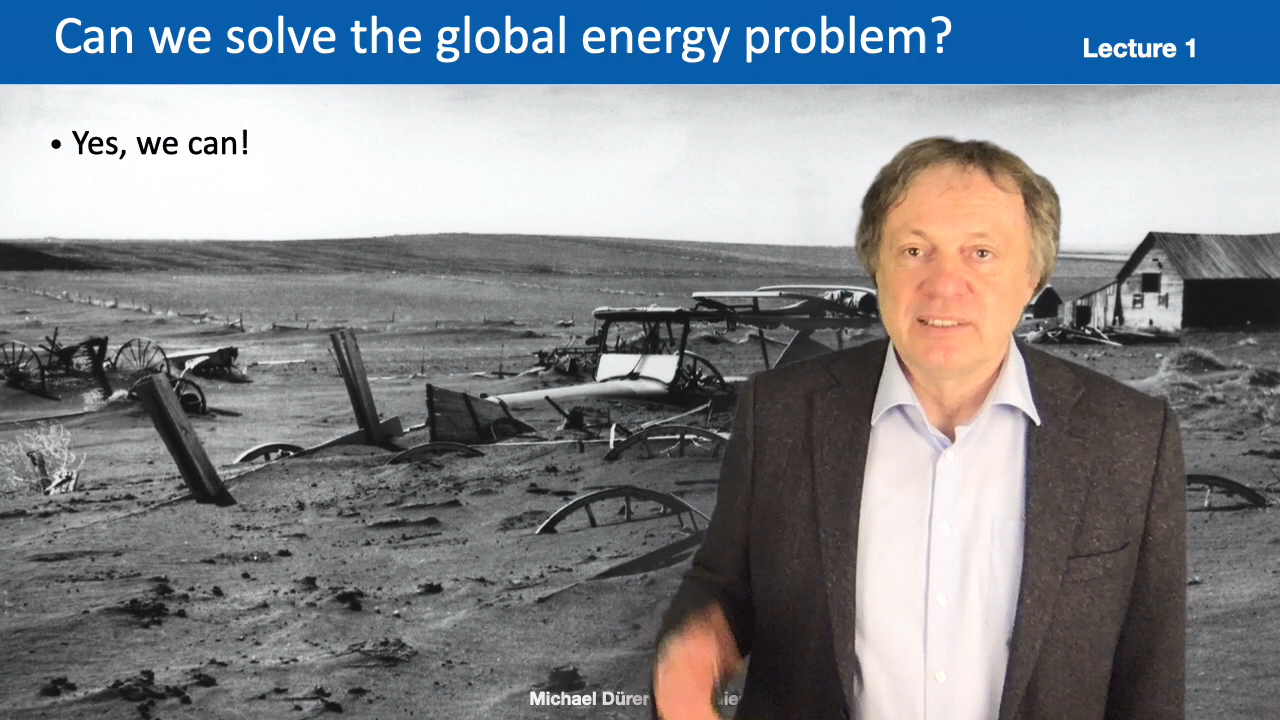 Can we solve the global energy problem?
Lecture 1
• Yes, we can!
Michael Dürer